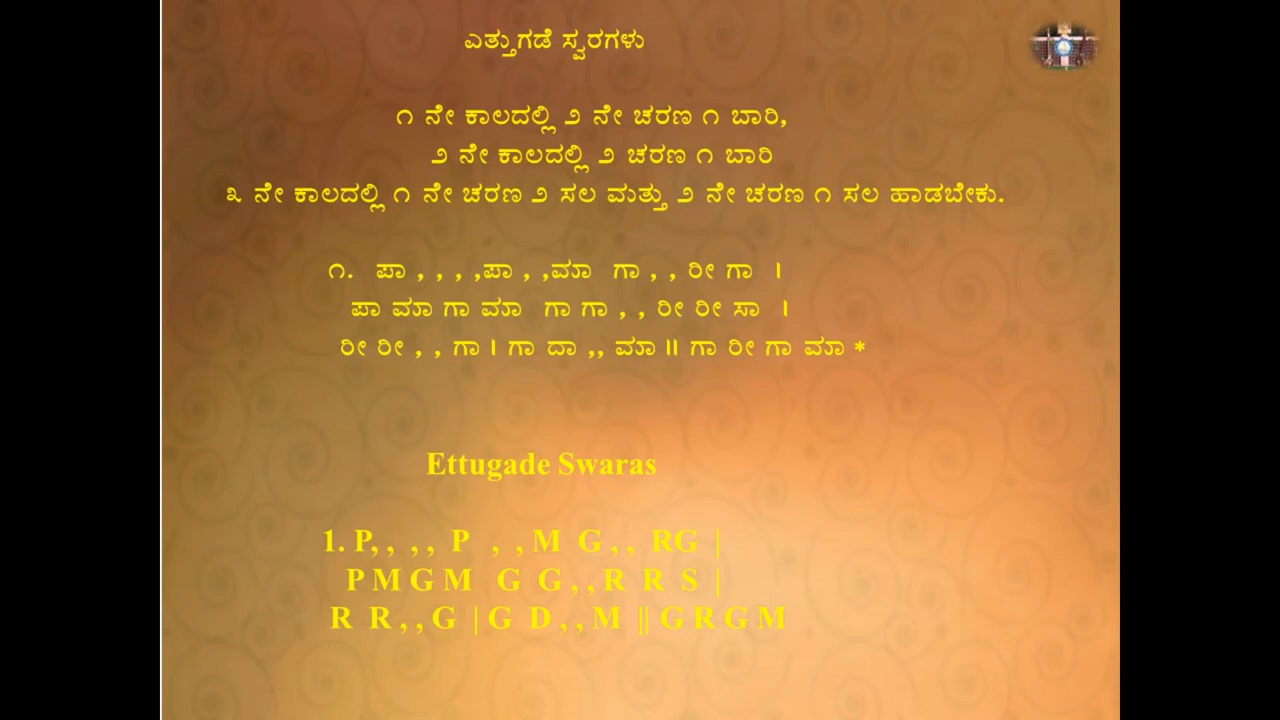 ಎತ್ತುಗಡೆ ಸ್ವರಗಳು
೧ ನೇ ಕಾಲದಲ್ಲಿ ೨ ನೇ ಚರಣ ೧ ಬಾರಿ,
೨ ನೇ ಕಾಲದಲ್ಲಿ ೨ ಚರಣ ೧ ಬಾರಿ
೩ ನೇ ಕಾಲದಲ್ಲಿ ೧ ನೇ ಚರಣ ೨ ಸಲ ಮತ್ತು ೨ ನೇ ಚರಣ ೧ ಸಲ ಹಾಡಬೇಕು.
೧. ಪಾ , , , ,ಪಾ , ,ಮಾ ಗಾ , , ರೀ ಗಾ ।
ಪಾ ಮಾ ಗಾ ಮಾ ಗಾ ಗಾ , , ರೀ ರೀ ಸಾ ।
ರೀ ರೀ , , ಗಾ । ಗಾ ದಾ ,, ಮಾ ॥ ಗಾ ರೀ ಗಾ ಮಾ *
Ettugade Swaras
1. P, , , , P , , M G , , RG |
P M G M G G , , R R S |
R R , , G | G D , , M || G R G M